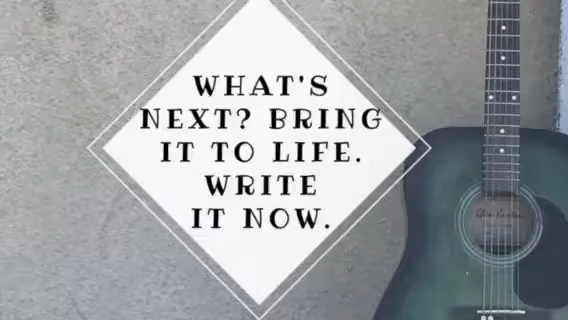 WHAT'S
NEXT? BRING
IT TO LIFE.
WRITE
IT NOW.